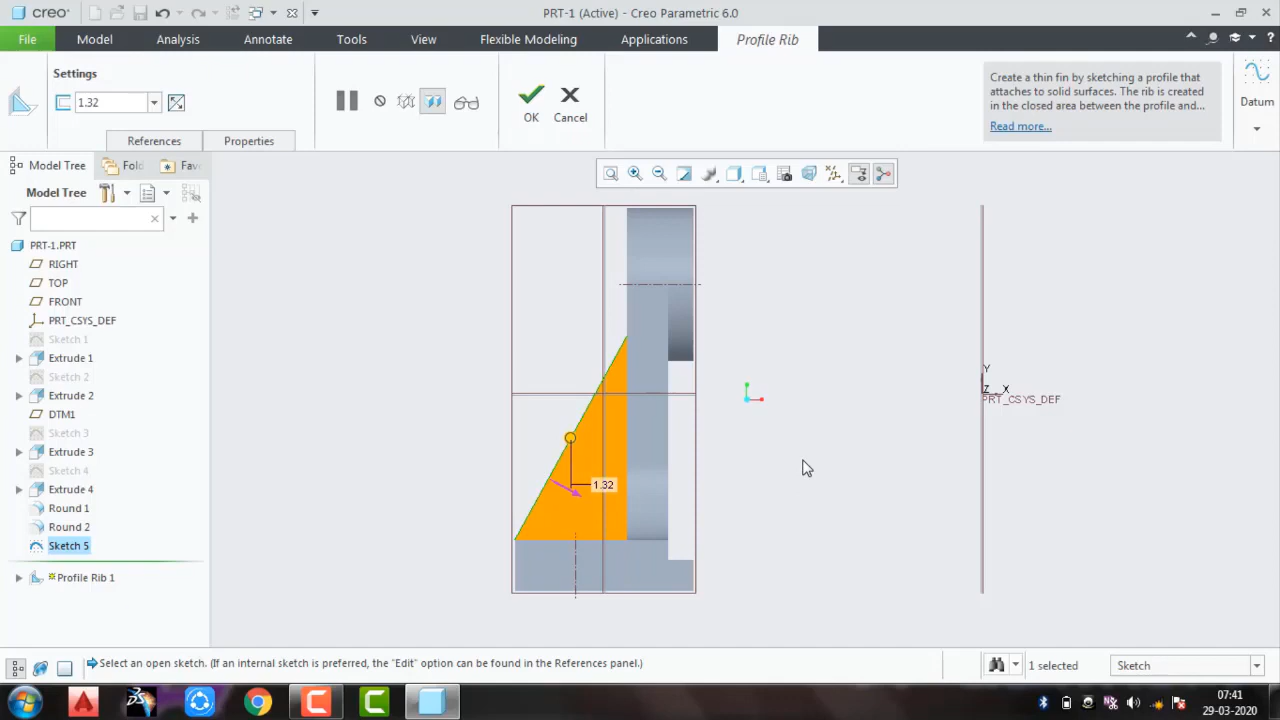 creo
PRT-1 (Active) - Creo Parametric 6.0
File Model Analysis Annotate Tools View Flexible Modeling Applications Profile Rib
Settings
1.32
OK
Cancel
References
Properties
Create a thin fin by sketching a profile that
attaches to solid surfaces. The rib is created
in the closed area between the profile and...
Read more...
Datum
Model Tree
Fold
Fav
Model Tree
PRT-1.PRT
RIGHT
TOP
FRONT
PRT_CSYS_DEF
Sketch 1
Extrude 1
Sketch 2
Extrude 2
DTM1
Sketch 3
Extrude 3
Sketch 4
Extrude 4
Round 1
Round 2
Sketch 5
Profile Rib 1
1.32
Y
Z X
PRT_CSYS_DEF
Select an open sketch. (If an internal sketch is preferred, the "Edit" option can be found in the References panel.)
1 selected
Sketch
07:41
29-03-2020